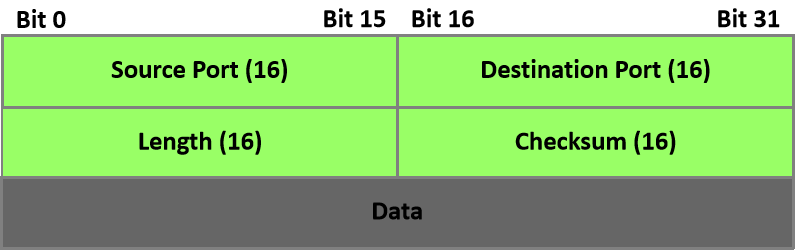 Bit 0 Bit 15 Bit 16 Bit 31
Source Port (16) Destination Port (16)
Length (16) Checksum (16)
Data